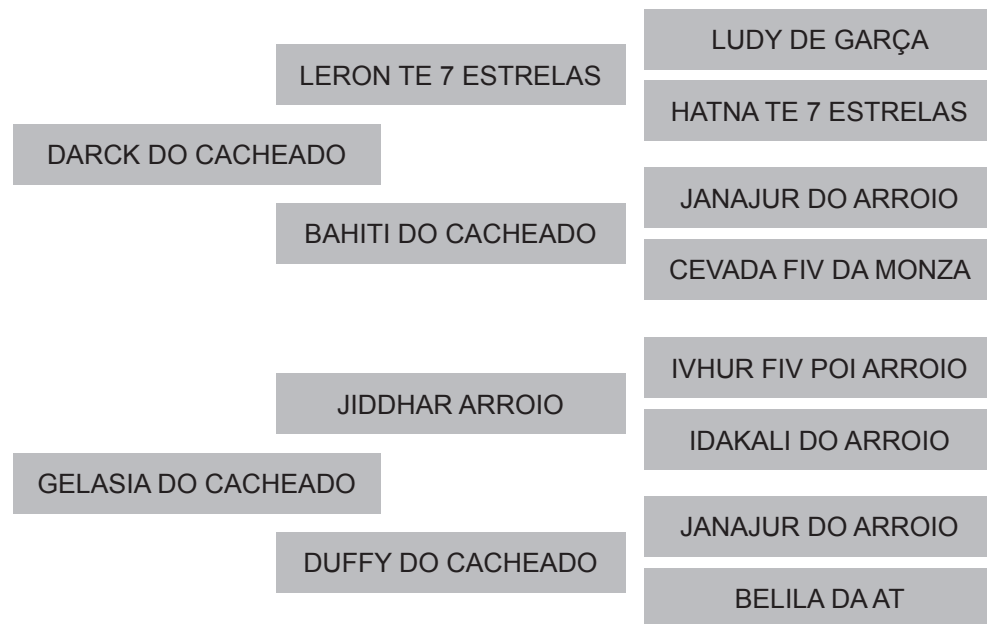 LUDY DE GARÇA
LERON TE 7 ESTRELAS
HATNA TE 7 ESTRELAS
DARCK DO CACHEADO
JANAJUR DO ARROIO
BAHITI DO CACHEADO
CEVADA FIV DA MONZA
IVHUR FIV POI ARROIO
JIDDHAR ARROIO
IDAKALI DO ARROIO
GELASIA DO CACHEADO
JANAJUR DO ARROIO
DUFFY DO CACHEADO
BELILA DA AT